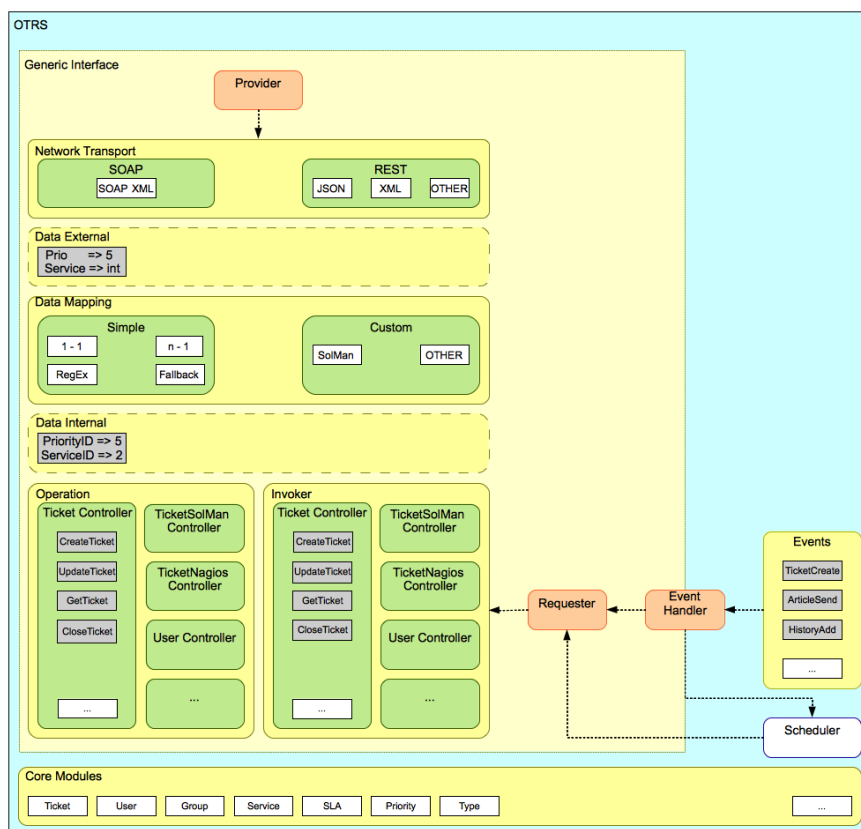 OTRS
Generic Interface
Provider
Network Transport
SOAP
SOAP XML
REST
JSON
XML
OTHER
Data External
Prio => 5
Service => int
Data Mapping
Simple
1 - 1
n - 1
RegEx
Fallback
Custom
SolMan
OTHER
Data Internal
PriorityID => 5
ServiceID => 2
Operation
Ticket Controller
CreateTicket
UpdateTicket
GetTicket
CloseTicket
...
TicketSolMan
Controller
TicketNagios
Controller
User Controller
...
Invoker
Ticket Controller
CreateTicket
UpdateTicket
GetTicket
CloseTicket
...
TicketSolMan
Controller
TicketNagios
Controller
User Controller
...
Requester
Event
Handler
Events
TicketCreate
ArticleSend
HistoryAdd
...
Scheduler
Core Modules
Ticket
User
Group
Service
SLA
Priority
Type
...